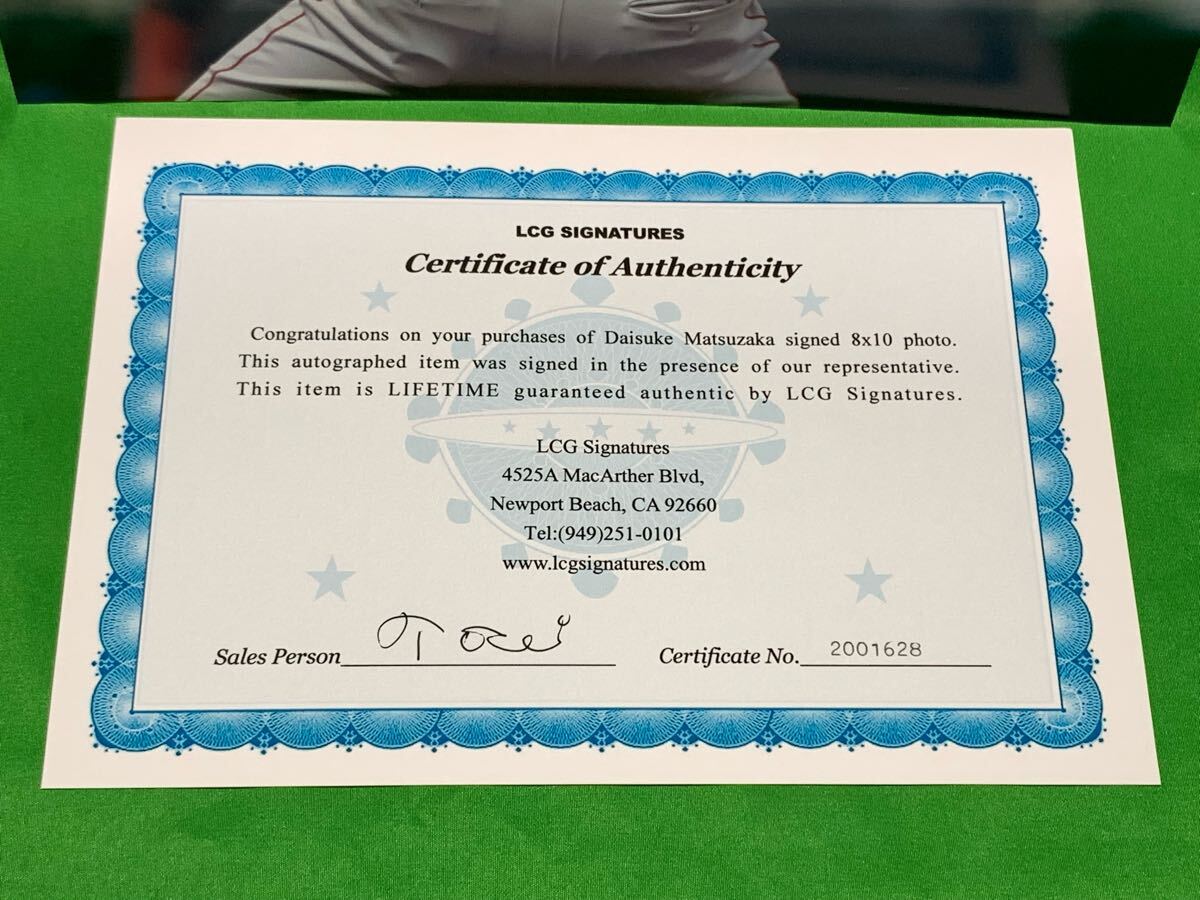 LCG SIGNATURES
Certificate of Authenticity
Congratulations on your purchases of Daisuke Matsuzaka signed 8x10 photo.
This autographed item was signed in the presence of our representative.
This item is LIFETIME guaranteed authentic by LCG Signatures.
LCG Signatures
4525A MacArther Blvd,
Newport Beach, CA 92660
Tel:(949)251-0101
www.lcgsignatures.com
Sales Person
Certificate No. 2001628